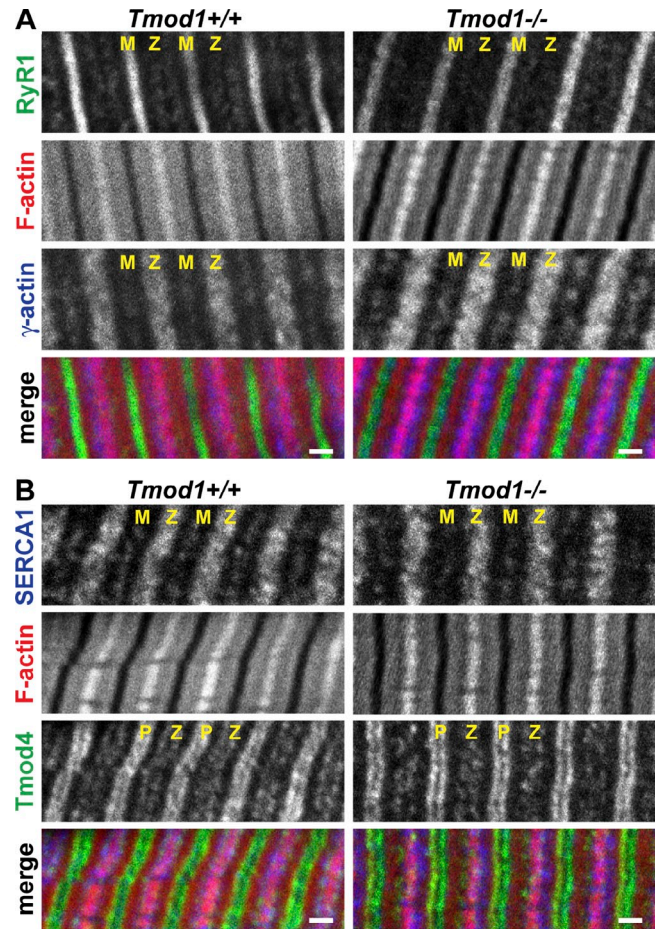 A
Tmod1+/+ Tmod1-/-
RyR1
M Z M Z M Z M Z
F-actin
γ-actin
M Z M Z M Z M Z
merge
B
Tmod1+/+ Tmod1-/-
SERCA1
M Z M Z M Z M Z
F-actin
Tmod4
P Z P Z P Z P Z
merge